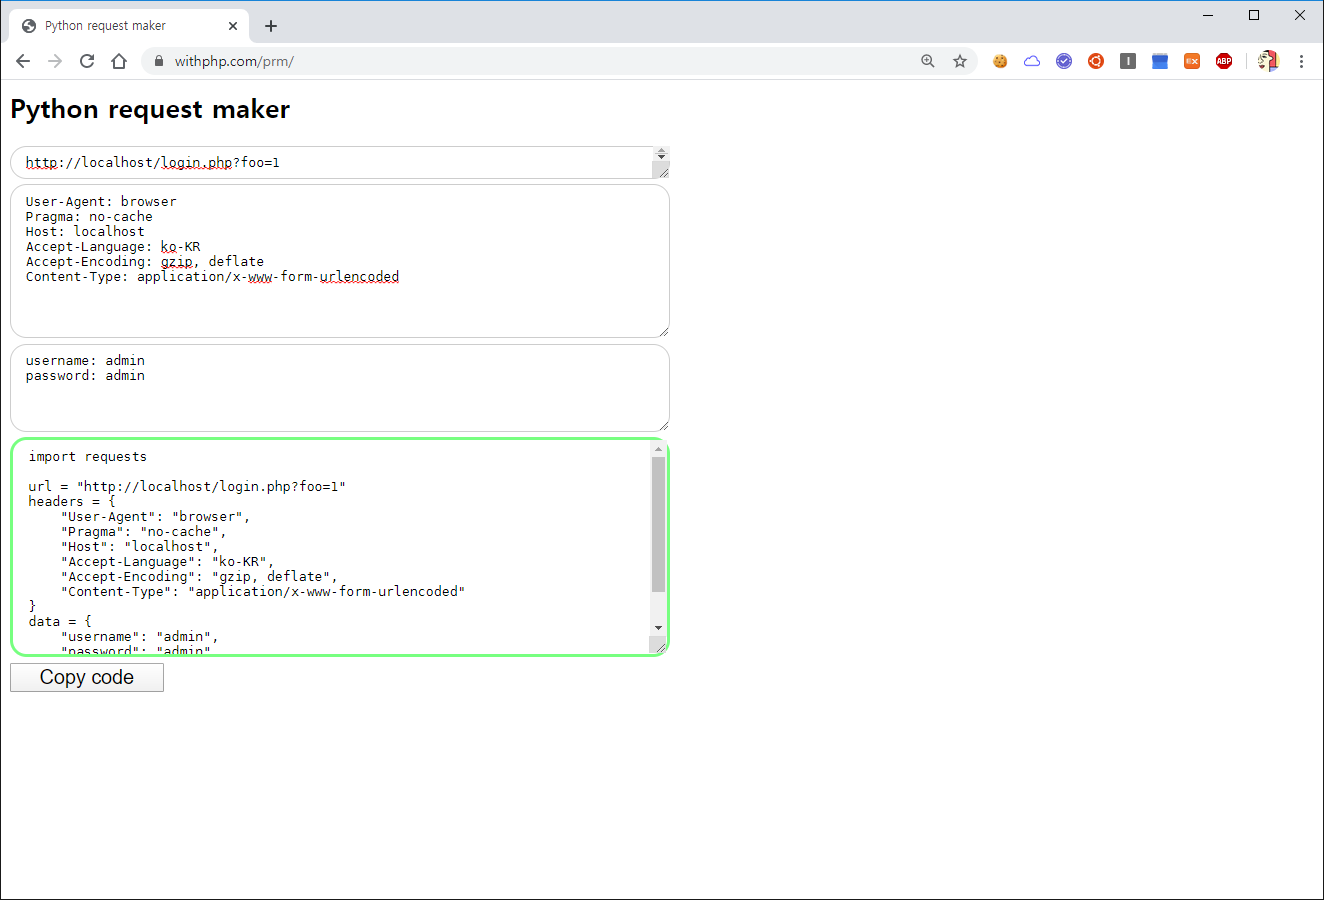 Python request maker
withphp.com/prm/
I
EX
ABP
Python request maker
http://localhost/login.php?foo=1
User-Agent: browser
Pragma: no-cache
Host: localhost
Accept-Language: ko-KR
Accept-Encoding: gzip, deflate
Content-Type: application/x-www-form-urlencoded
username: admin
password: admin
import requests
url = "http://localhost/login.php?foo=1"
headers = {
    "User-Agent": "browser",
    "Pragma": "no-cache",
    "Host": "localhost",
    "Accept-Language": "ko-KR",
    "Accept-Encoding": "gzip, deflate",
    "Content-Type": "application/x-www-form-urlencoded"
}
data = {
    "username": "admin",
    "password": "admin"
Copy code